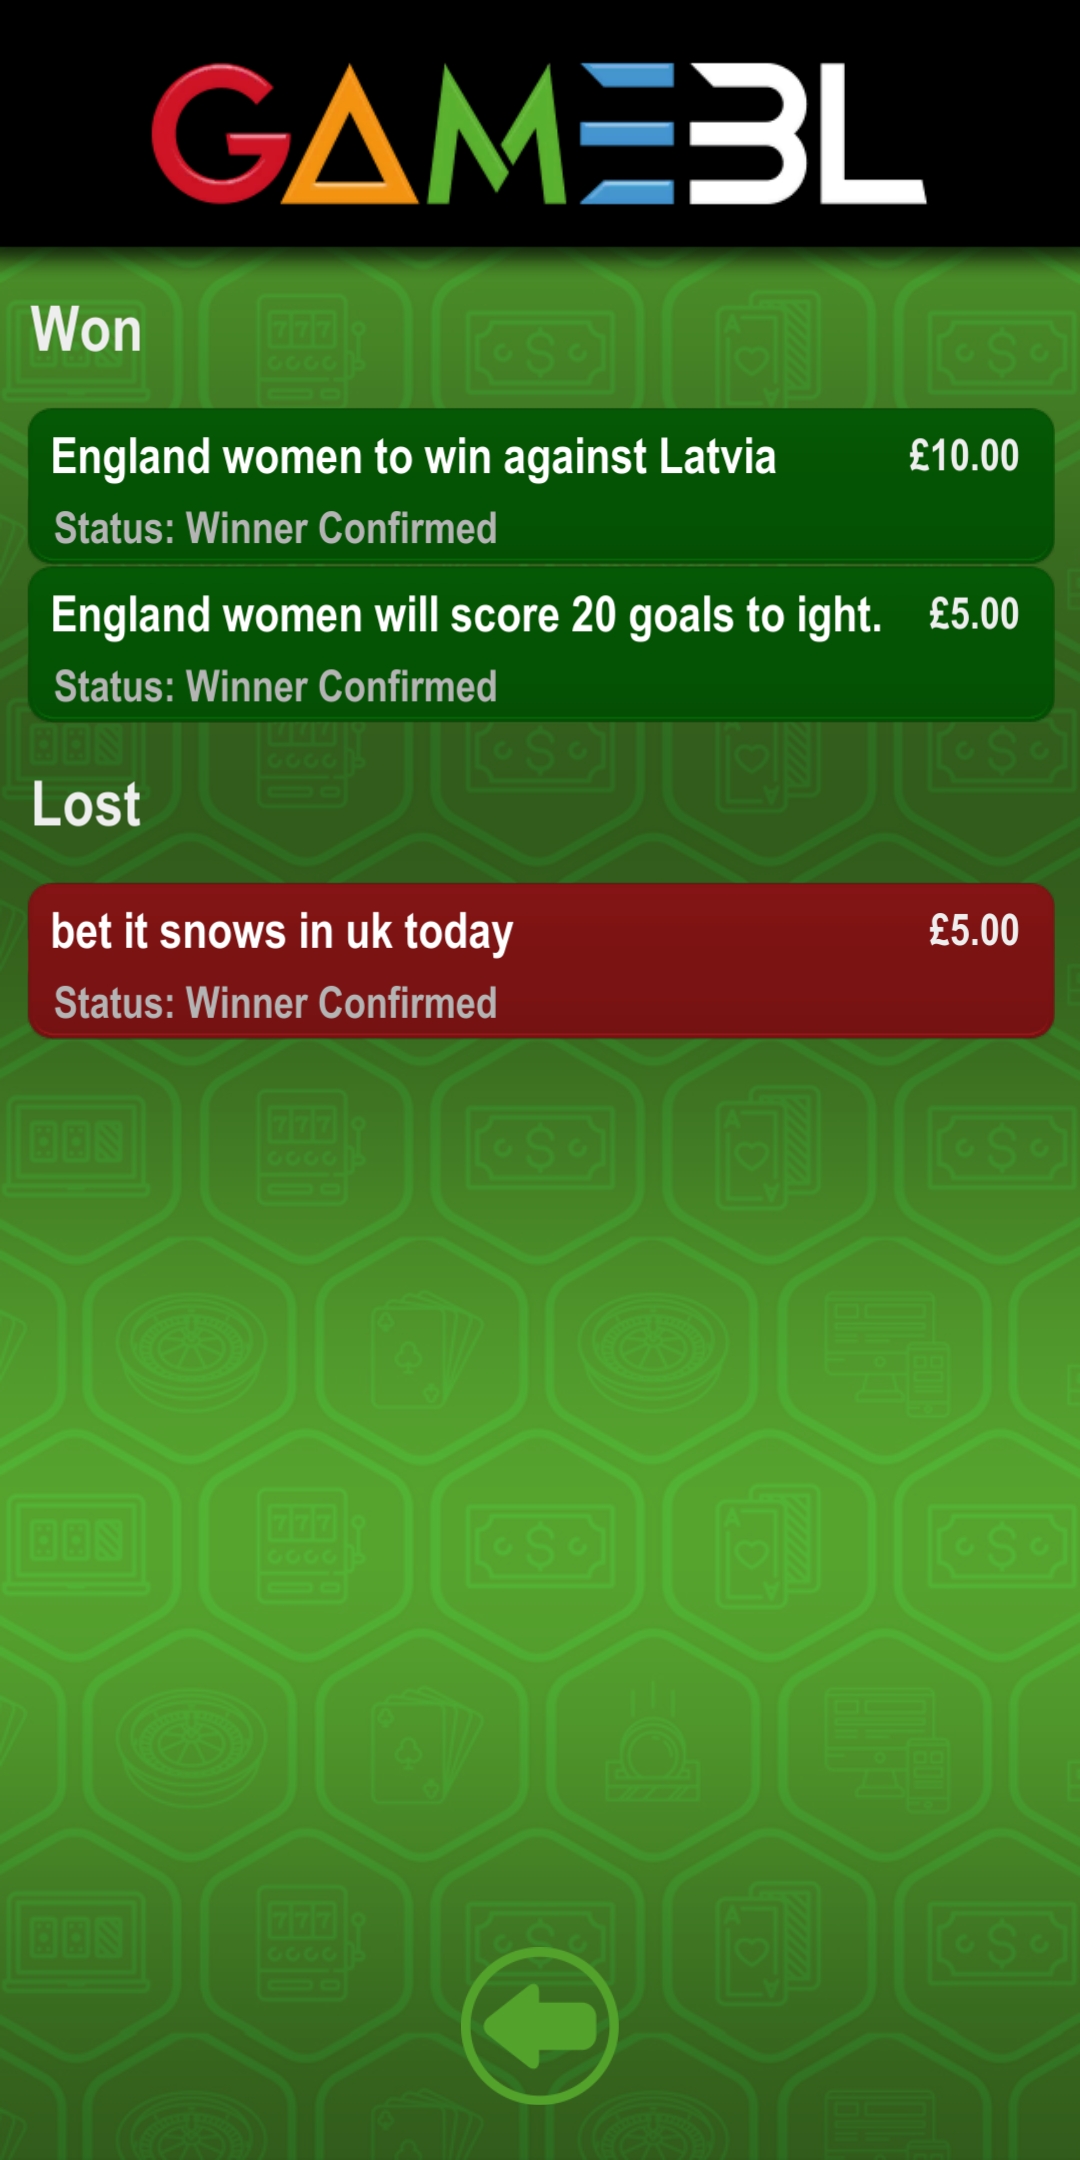 GAMEBL
Won
England women to win against Latvia £10.00
Status: Winner Confirmed
England women will score 20 goals to ight. £5.00
Status: Winner Confirmed
Lost
bet it snows in uk today £5.00
Status: Winner Confirmed